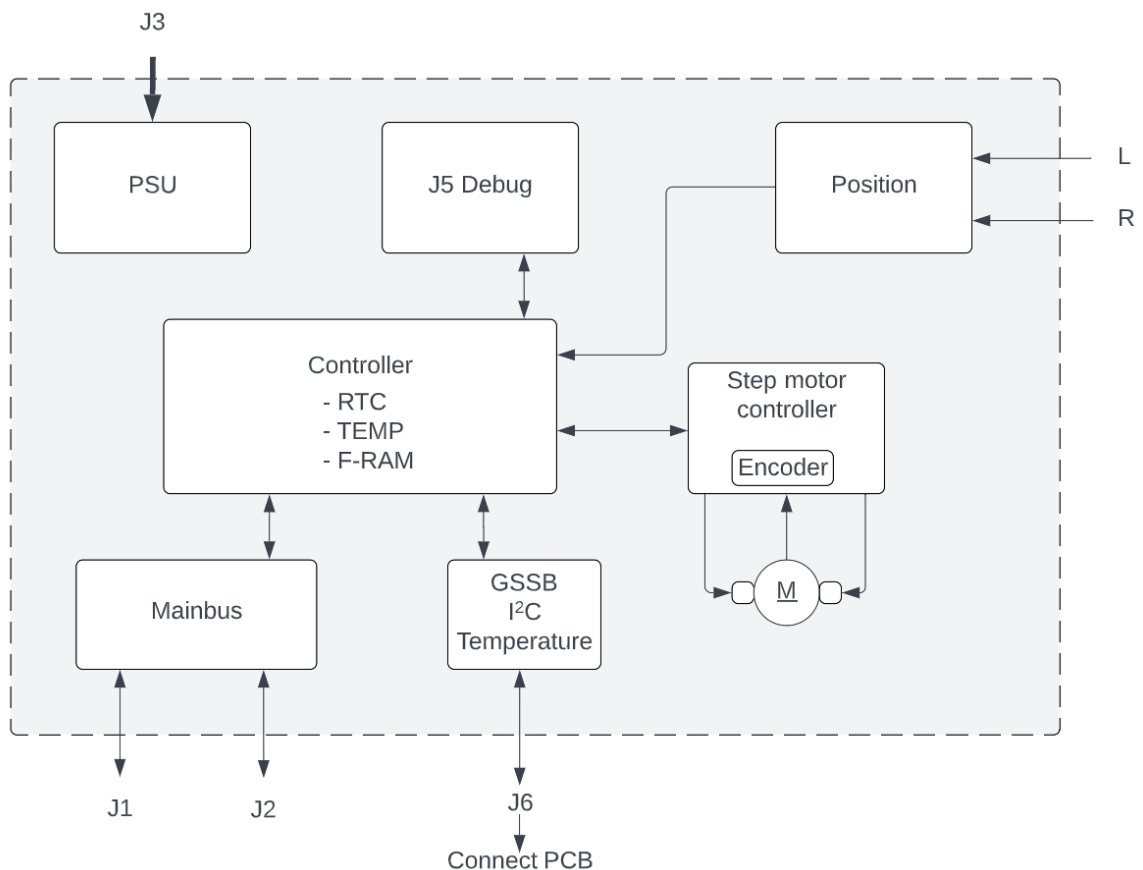 J3
PSU
J5 Debug
Position
L
R
Controller
- RTC
- TEMP
- F-RAM
Step motor
controller
Encoder
M
Mainbus
GSSB
I²C
Temperature
J1
J2
J6
Connect PCB